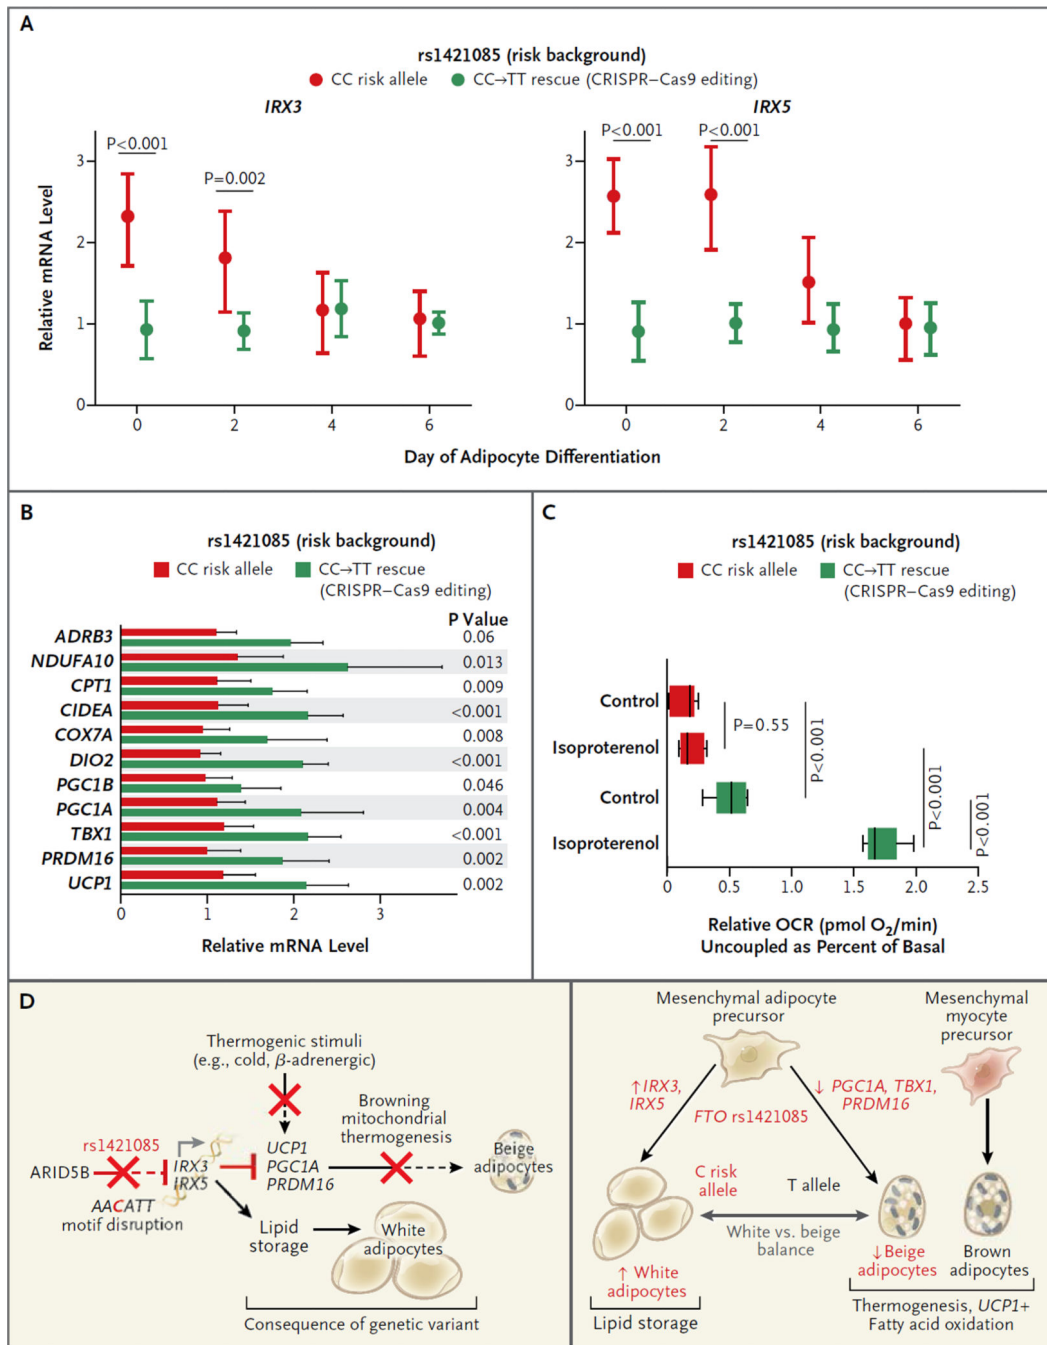 A
rs1421085 (risk background)
CC risk allele CC→TT rescue (CRISPR–Cas9 editing)
IRX3
IRX5
P<0.001
P=0.002
P<0.001
P<0.001
Relative mRNA Level
3
2
1
0
0 2 4 6
3
2
1
0
0 2 4 6
Day of Adipocyte Differentiation
B
rs1421085 (risk background)
CC risk allele CC→TT rescue
(CRISPR–Cas9 editing)
P Value
ADRB3 0.06
NDUFA10 0.013
CPT1 0.009
CIDEA <0.001
COX7A 0.008
DIO2 <0.001
PGC1B 0.046
PGC1A 0.004
TBX1 <0.001
PRDM16 0.002
UCP1 0.002
0 1 2 3
Relative mRNA Level
C
rs1421085 (risk background)
CC risk allele CC→TT rescue
(CRISPR–Cas9 editing)
Control
Isoproterenol
Control
Isoproterenol
P=0.55
P<0.001
P<0.001
P<0.001
0 0.5 1.0 1.5 2.0 2.5
Relative OCR (pmol O2/min)
Uncoupled as Percent of Basal
D
Thermogenic stimuli
(e.g., cold, β-adrenergic)
Browning
mitochondrial
thermogenesis
rs1421085
ARID5B
IRX3
IRX5
UCP1
PGC1A
PRDM16
Beige
adipocytes
AACATT
motif disruption
Lipid
storage
White
adipocytes
Consequence of genetic variant
Mesenchymal adipocyte
precursor
Mesenchymal
myocyte
precursor
↑IRX3,
IRX5
↓ PGC1A, TBX1,
PRDM16
FTO rs1421085
C risk
allele
T allele
White vs. beige
balance
↑ White
adipocytes
↓Beige
adipocytes
Brown
adipocytes
Lipid storage
Thermogenesis, UCP1+
Fatty acid oxidation